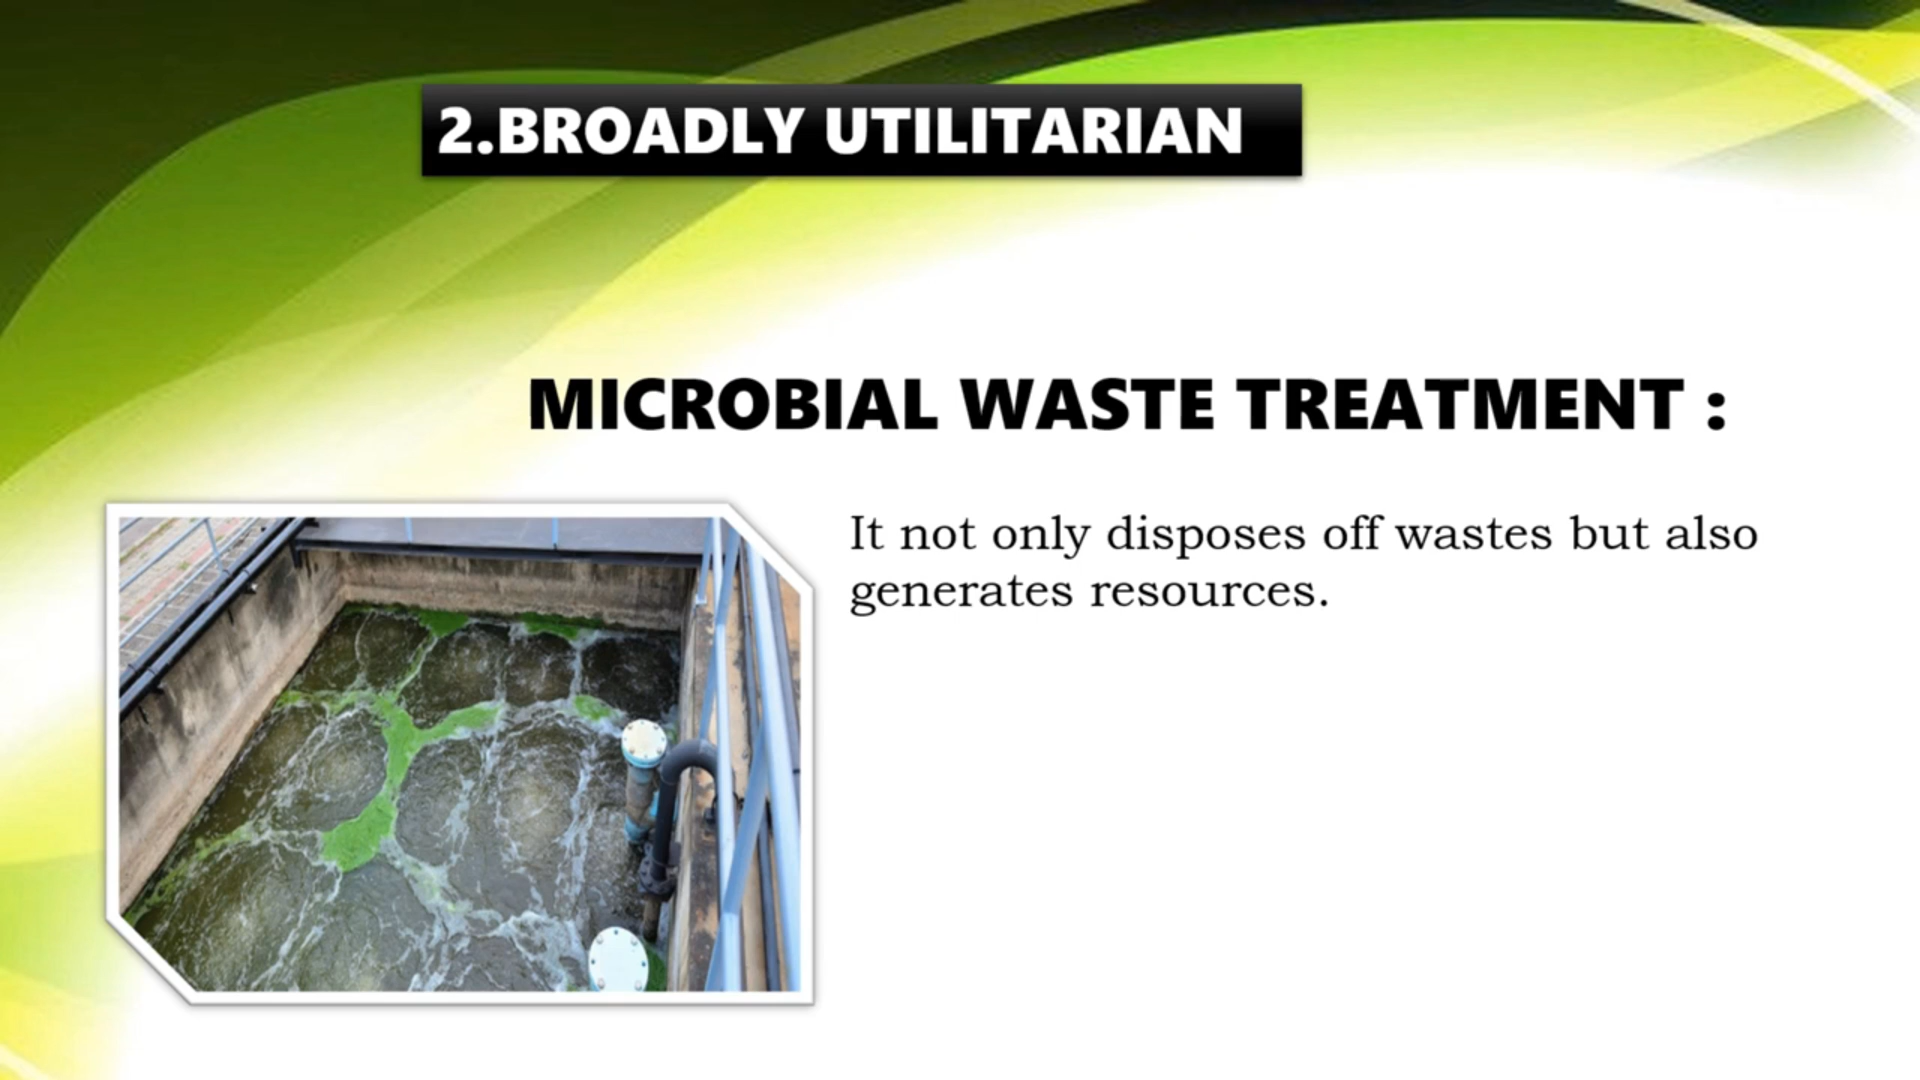 2.BROADLY UTILITARIAN
MICROBIAL WASTE TREATMENT :
It not only disposes off wastes but also
generates resources.